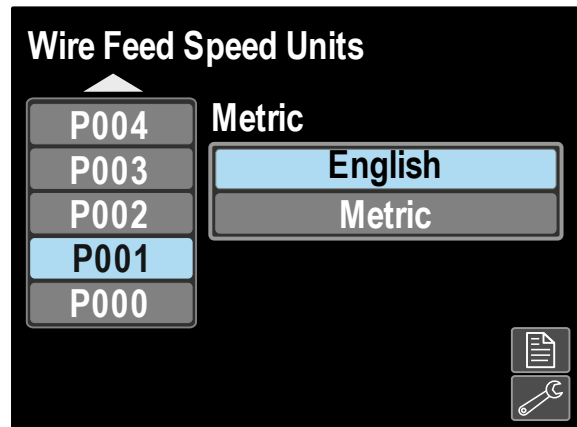 Wire Feed Speed Units
P004
P003
P002
P001
P000
Metric
English
Metric